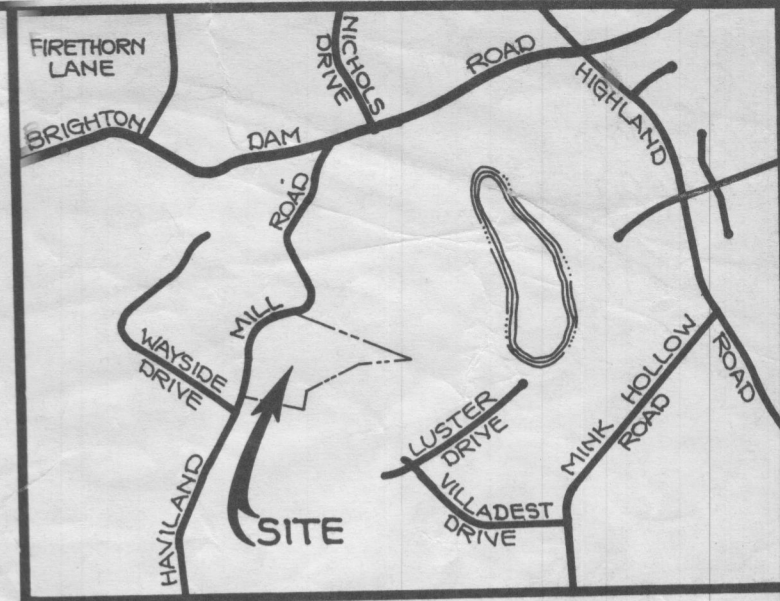 FIRETHORN
LANE
NICHOLS
DRIVE
ROAD
HIGHLAND
BRIGHTON
DAM
ROAD
MILL
WAYSIDE
DRIVE
HOLLOW
ROAD
LUSTER
DRIVE
MINK
ROAD
VILLADEST
DRIVE
HAVILAND
SITE